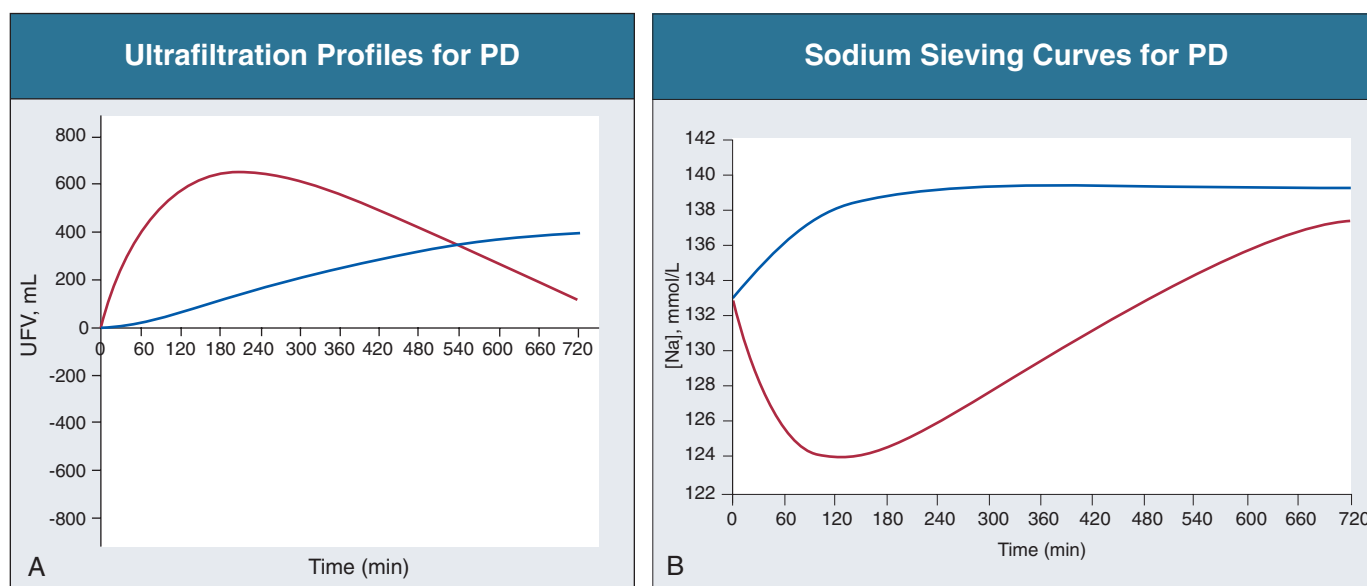 Ultrafiltration Profiles for PD
800
600
400
200
0
-200
-400
-600
-800
UFV, mL
0 60 120 180 240 300 360 420 480 540 600 660 720
Time (min)
A
Sodium Sieving Curves for PD
142
140
138
136
134
132
130
128
126
124
122
[Na], mmol/L
0 60 120 180 240 300 360 420 480 540 600 660 720
Time (min)
B